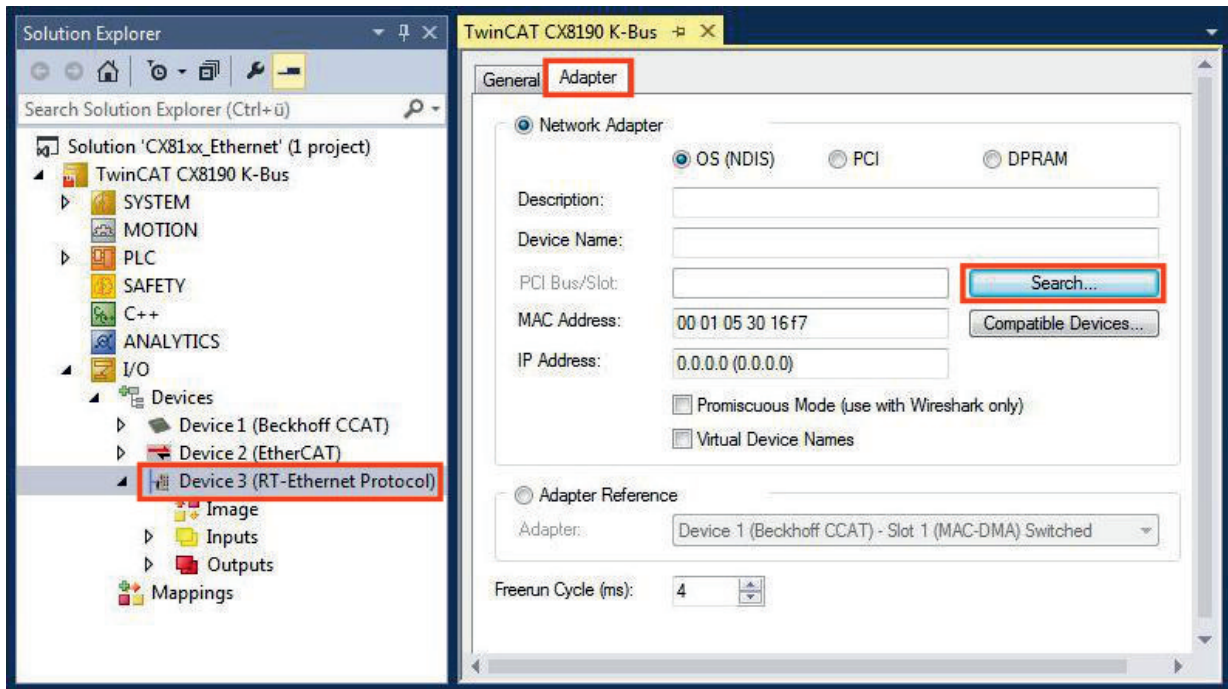 Solution Explorer
Search Solution Explorer (Ctrl+ü)
Solution 'CX81xx_Ethernet' (1 project)
TwinCAT CX8190 K-Bus
SYSTEM
MOTION
PLC
SAFETY
C++
ANALYTICS
I/O
Devices
Device 1 (Beckhoff CCAT)
Device 2 (EtherCAT)
Device 3 (RT-Ethernet Protocol)
Image
Inputs
Outputs
Mappings
TwinCAT CX8190 K-Bus
General Adapter
Network Adapter
OS (NDIS) PCI DPRAM
Description:
Device Name:
PCI Bus/Slot: Search...
MAC Address: 00 01 05 30 16 f7 Compatible Devices...
IP Address: 0.0.0.0 (0.0.0.0)
Promiscuous Mode (use with Wireshark only)
Virtual Device Names
Adapter Reference
Adapter: Device 1 (Beckhoff CCAT) - Slot 1 (MAC-DMA) Switched
Freerun Cycle (ms): 4